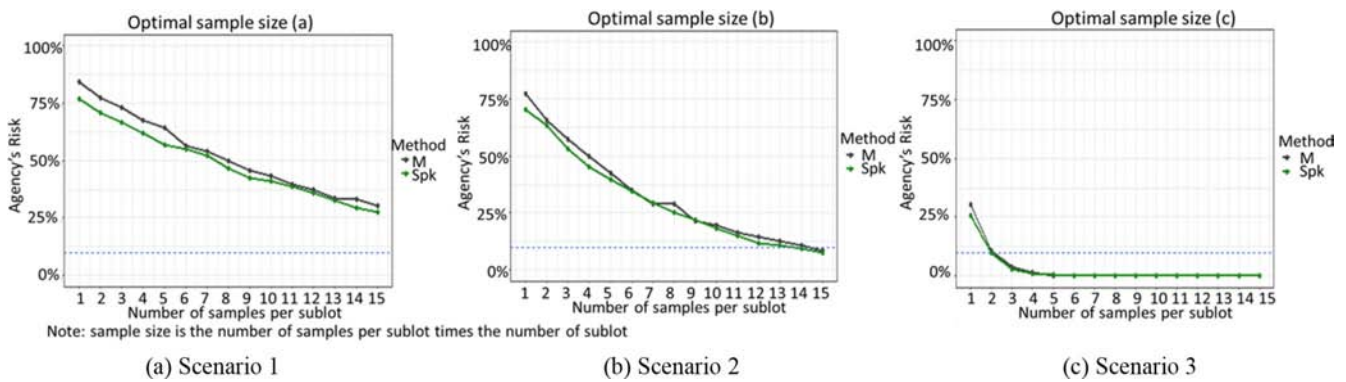 Optimal sample size (a)
100%
75%
50%
25%
0%
Agency's Risk
1 2 3 4 5 6 7 8 9 10 11 12 13 14 15
Number of samples per sublot
Method
M
Spk
Optimal sample size (b)
100%
75%
50%
25%
0%
Agency's Risk
1 2 3 4 5 6 7 8 9 10 11 12 13 14 15
Number of samples per sublot
Method
M
Spk
Optimal sample size (c)
100%
75%
50%
25%
0%
Agency's Risk
1 2 3 4 5 6 7 8 9 10 11 12 13 14 15
Number of samples per sublot
Method
M
Spk
Note: sample size is the number of samples per sublot times the number of sublot
(a) Scenario 1
(b) Scenario 2
(c) Scenario 3